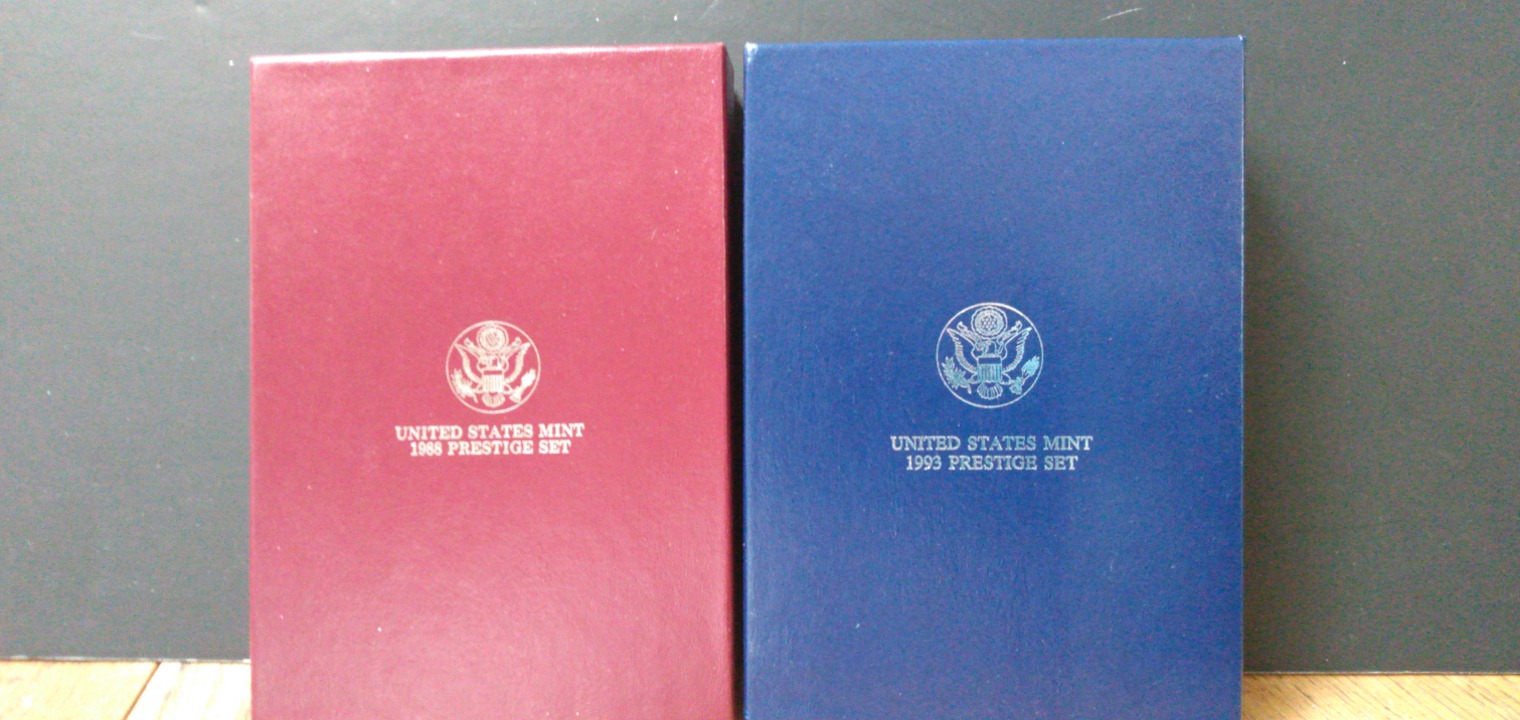 UNITED STATES MINT
1988 PRESTIGE SET
UNITED STATES MINT
1993 PRESTIGE SET